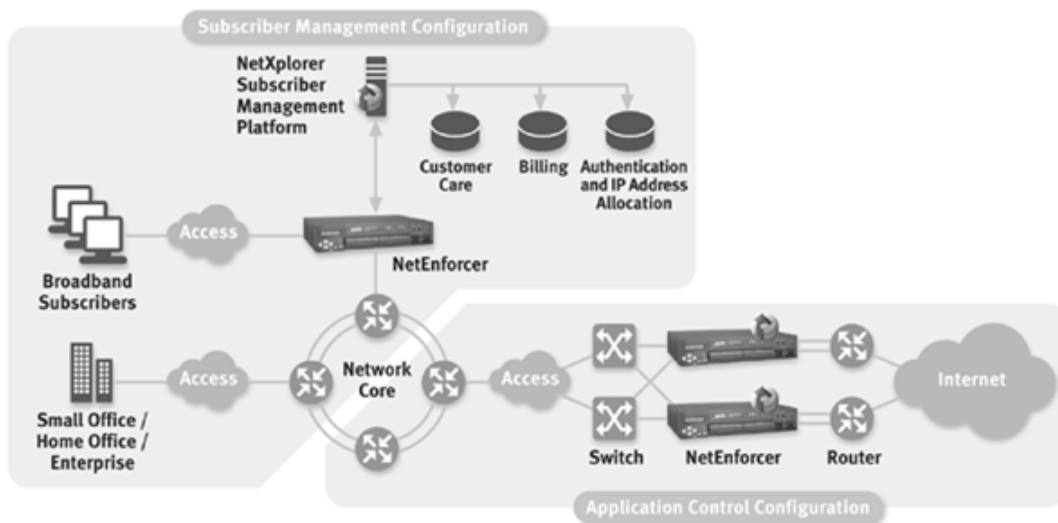 Subscriber Management Configuration
NetXplorer
Subscriber
Management
Platform
Customer
Care
Billing
Authentication
and IP Address
Allocation
Access
NetEnforcer
Broadband
Subscribers
Network
Core
Access
Small Office /
Home Office /
Enterprise
Access
Internet
Switch
NetEnforcer
Router
Application Control Configuration